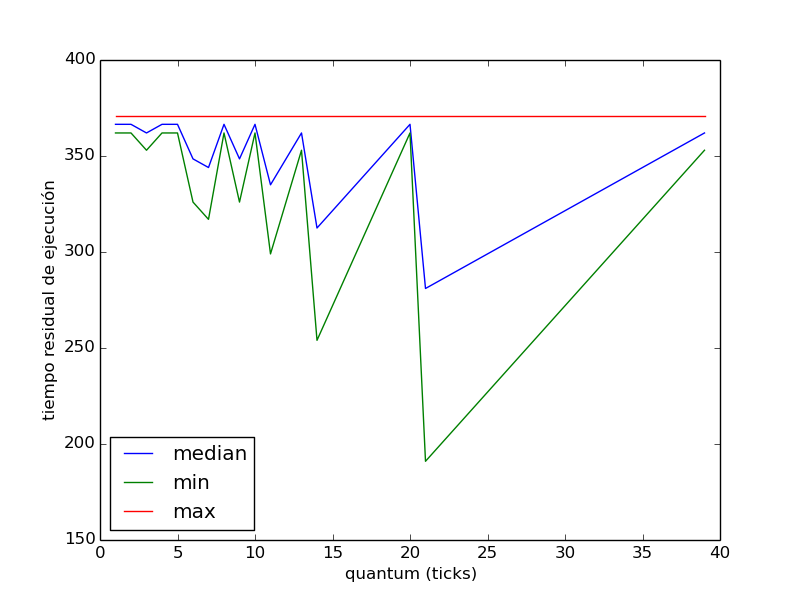 400
350
300
250
200
150
tiempo residual de ejecución
median
min
max
0 5 10 15 20 25 30 35 40
quantum (ticks)